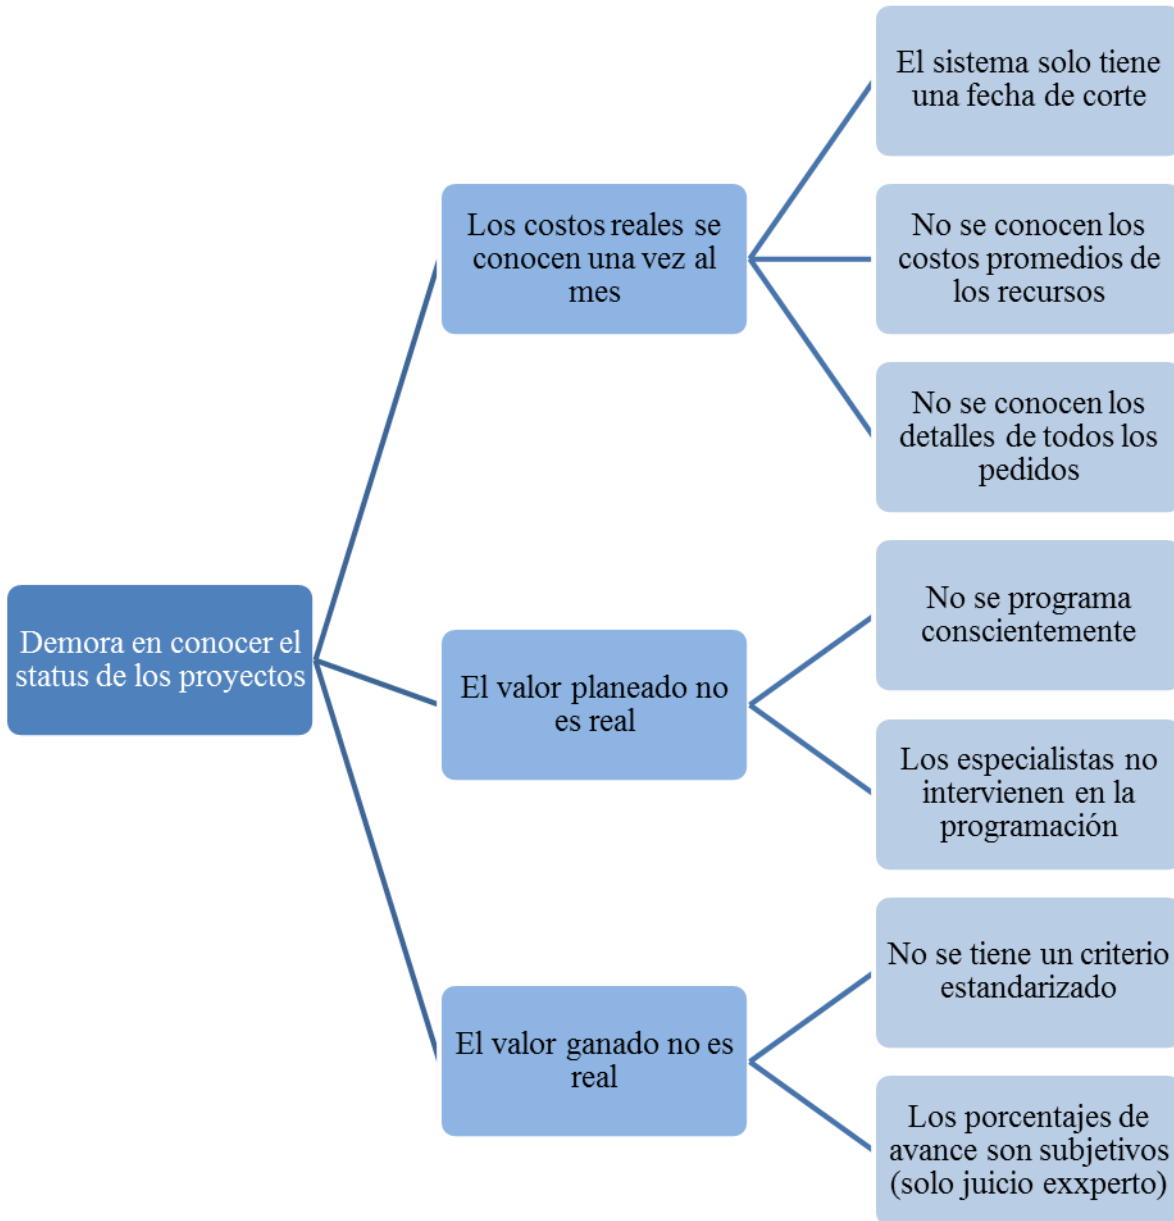 El sistema solo tiene
una fecha de corte
Los costos reales se
conocen una vez al
mes
No se conocen los
costos promedios de
los recursos
No se conocen los
detalles de todos los
pedidos
Demora en conocer el
status de los proyectos
El valor planeado no
es real
No se programa
conscientemente
Los especialistas no
intervienen en la
programación
El valor ganado no es
real
No se tiene un criterio
estandarizado
Los porcentajes de
avance son subjetivos
(solo juicio exxperto)